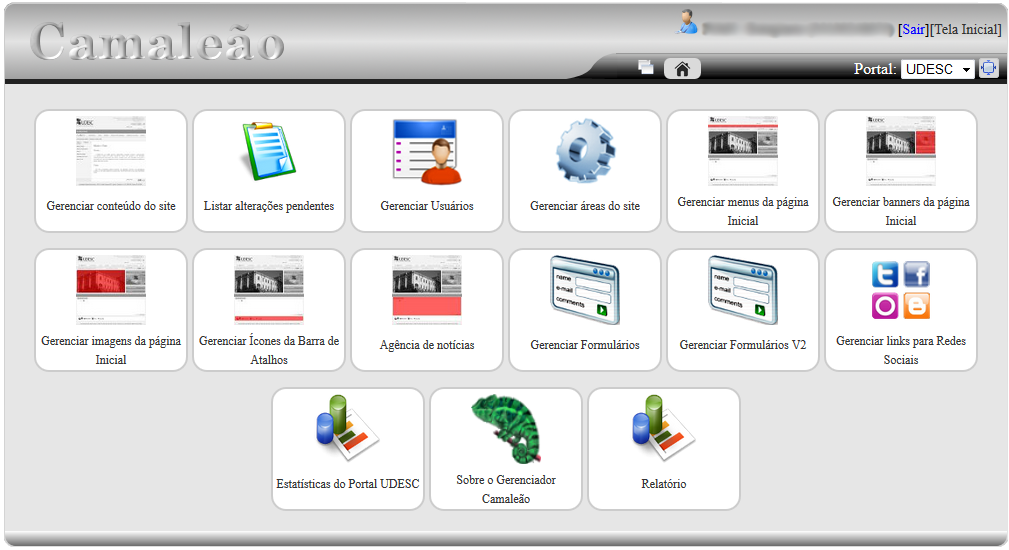 Camaleão
[Sair][Tela Inicial]
Portal: UDESC
Gerenciar conteúdo do site
Listar alterações pendentes
Gerenciar Usuários
Gerenciar áreas do site
Gerenciar menus da página
Inicial
Gerenciar banners da página
Inicial
Gerenciar imagens da página
Inicial
Gerenciar Ícones da Barra de
Atalhos
Agência de notícias
name
e-mail
comments
Gerenciar Formulários
name
e-mail
comments
Gerenciar Formulários V2
Gerenciar links para Redes
Sociais
Estatísticas do Portal UDESC
Sobre o Gerenciador
Camaleão
Relatório